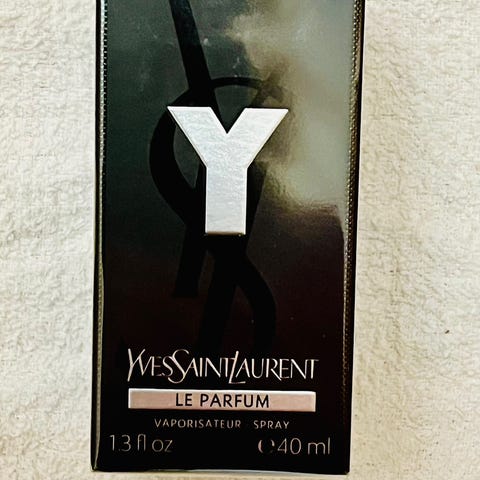 Y
YVESSAINTLAURENT
LE PARFUM
VAPORISATEUR SPRAY
1.3 fl oz ℮40 ml